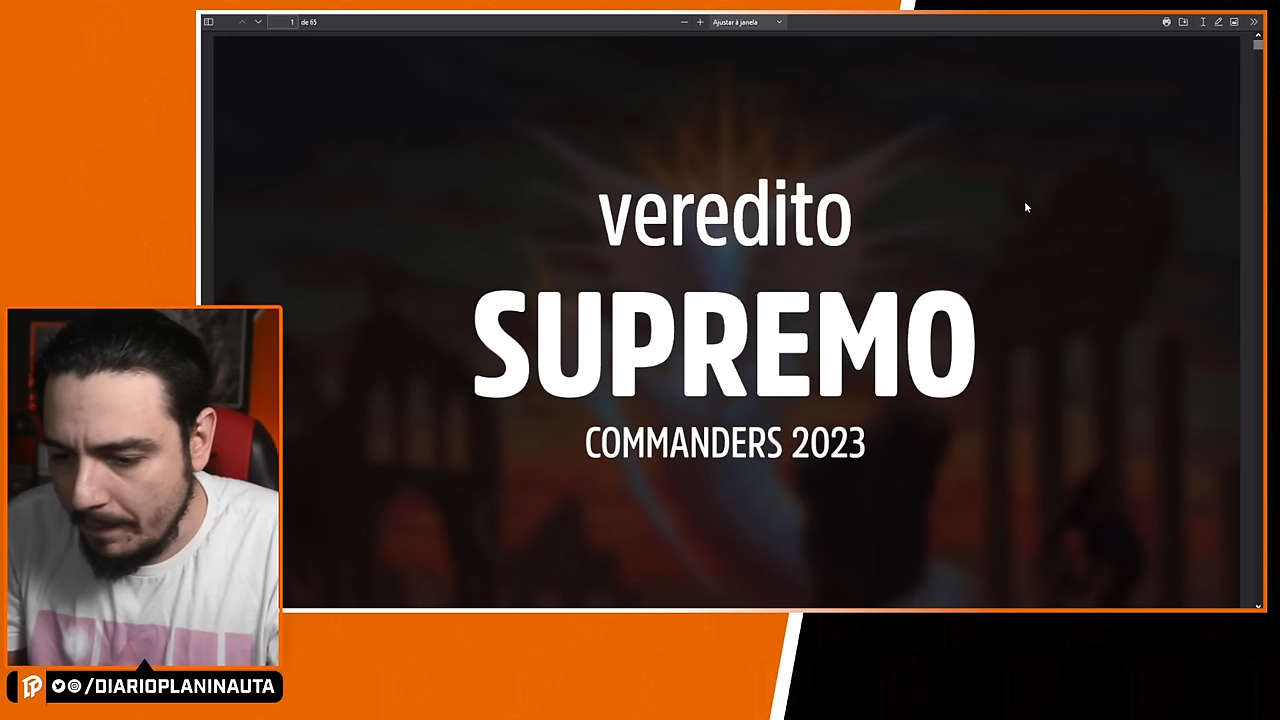 1 de 65
Ajustar à janela
veredito
SUPREMO
COMMANDERS 2023
/DIARIOPLANINAUTA